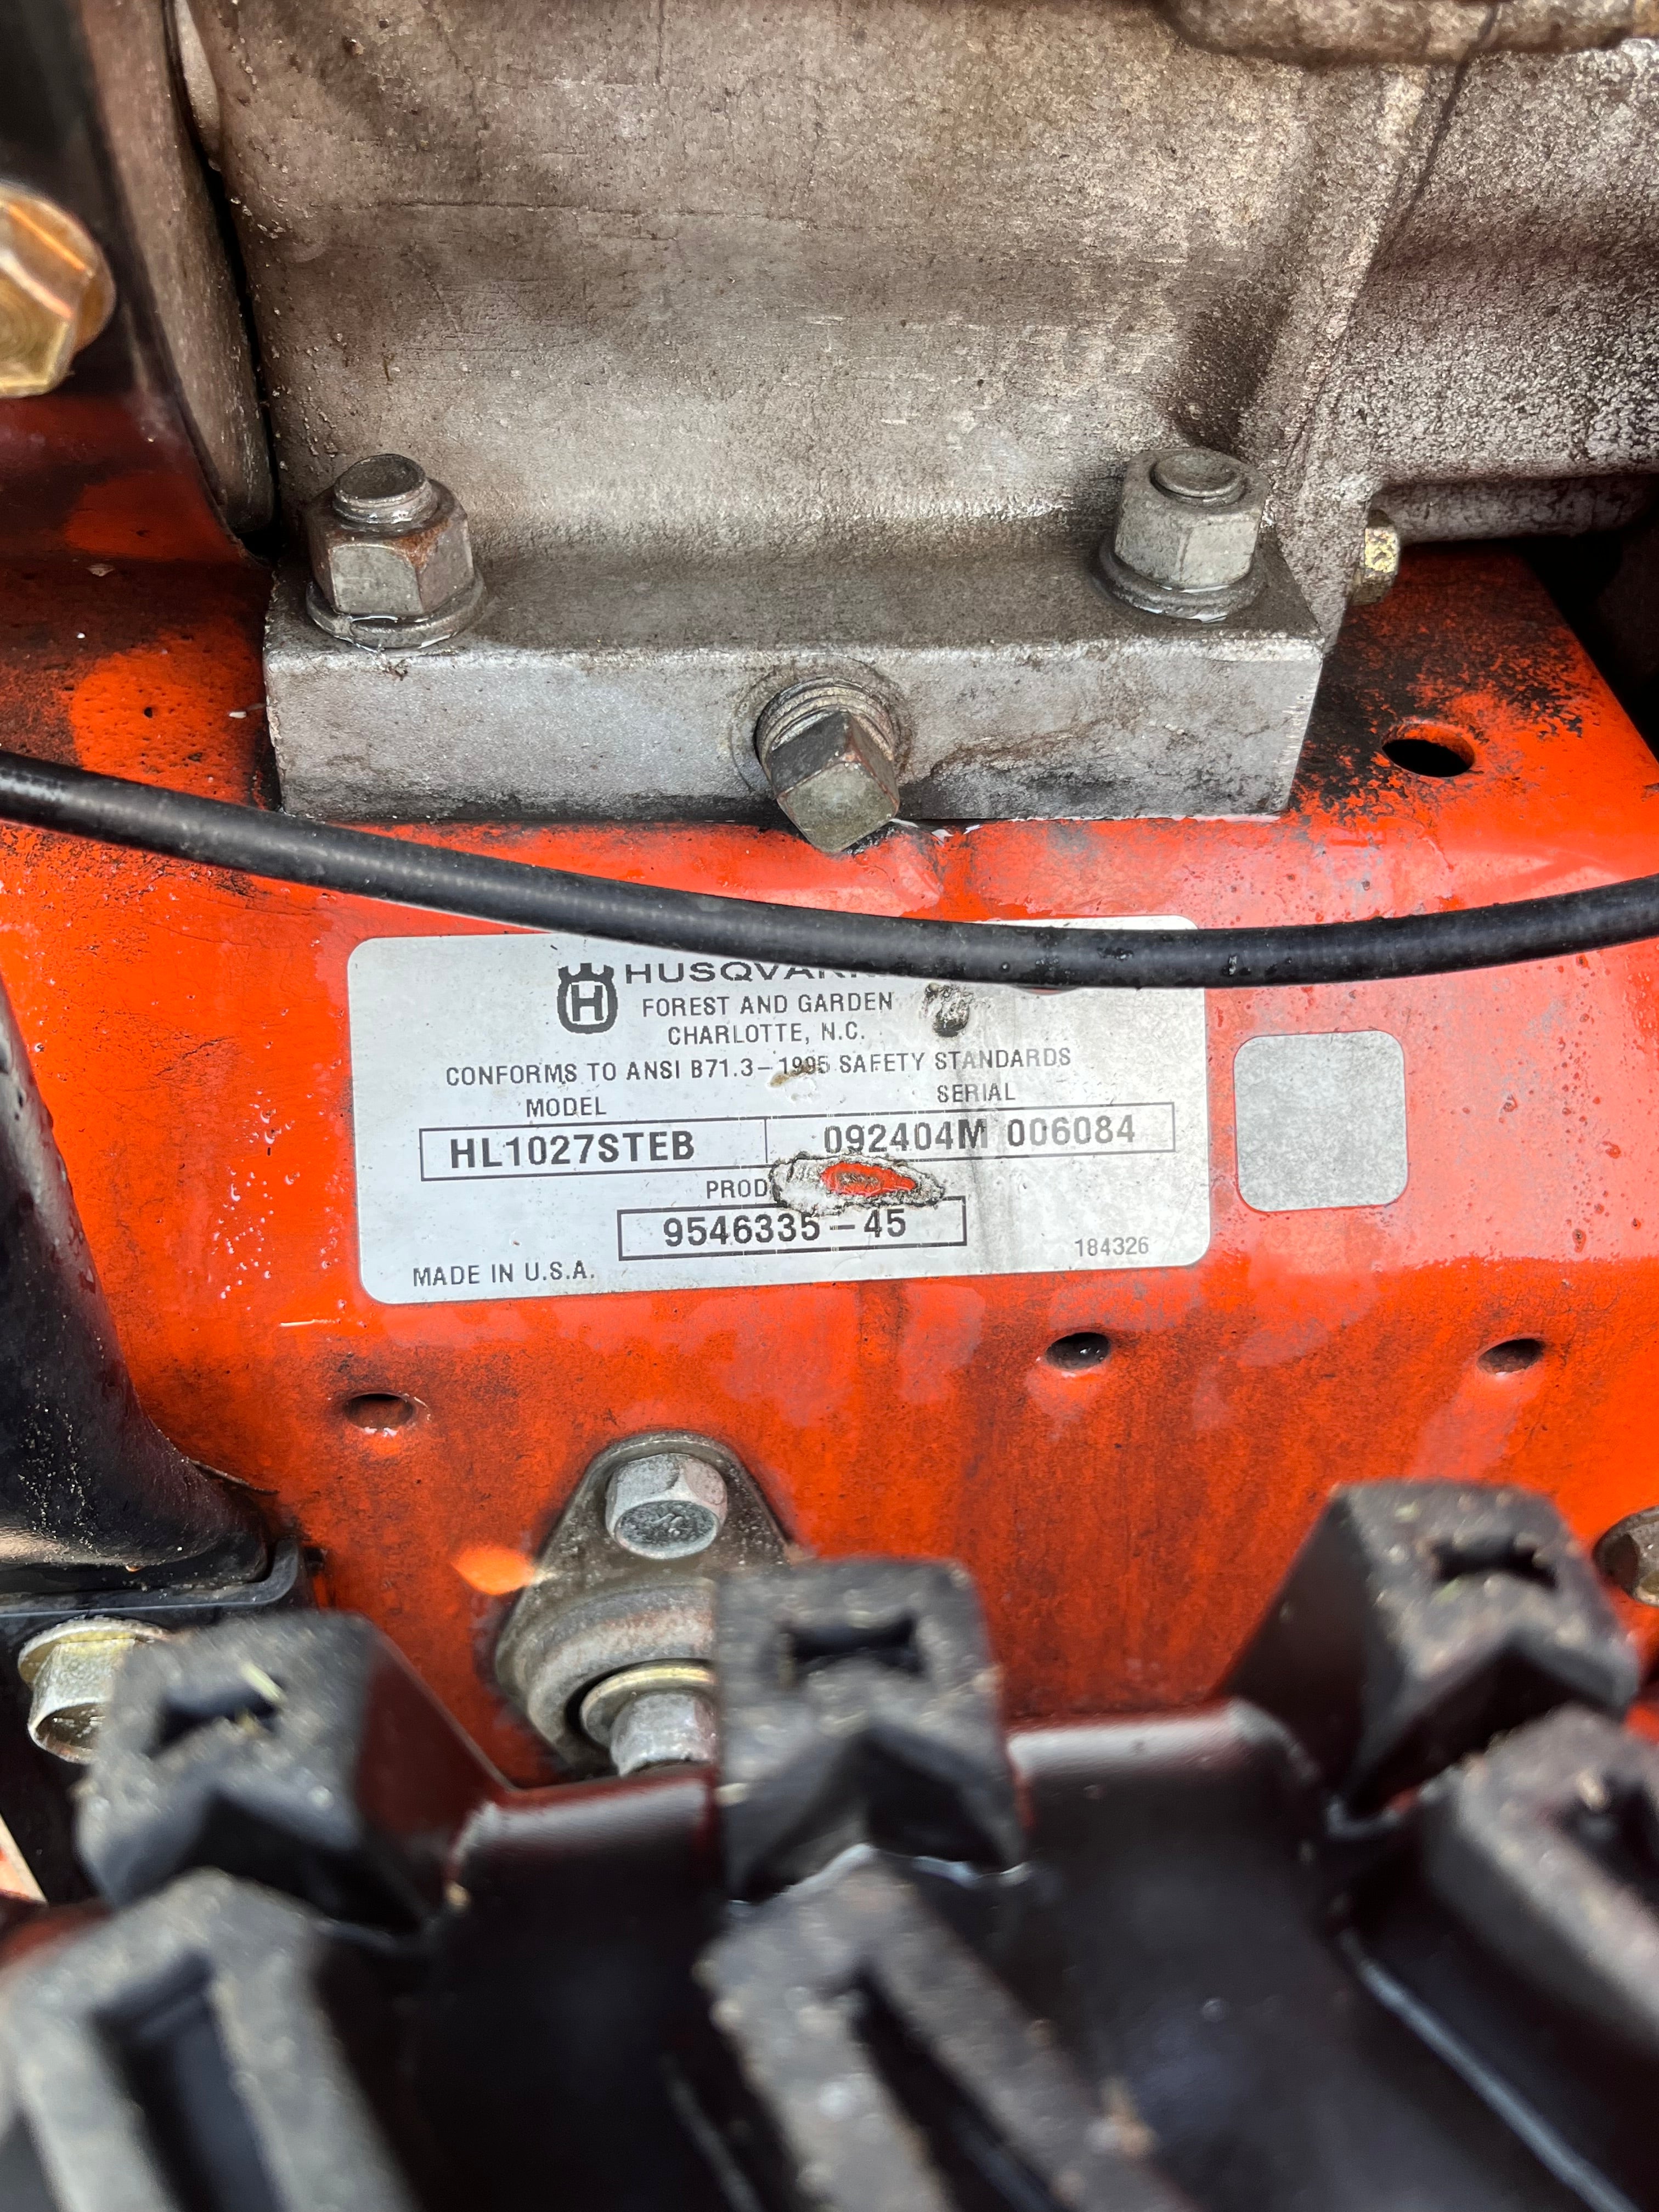 H HUSQVARN
FOREST AND GARDEN
CHARLOTTE, N.C.
CONFORMS TO ANSI B71.3-1995 SAFETY STANDARDS
MODEL SERIAL
HL1027STEB 092404M 006084
PROD
9546335-45
MADE IN U.S.A. 184326